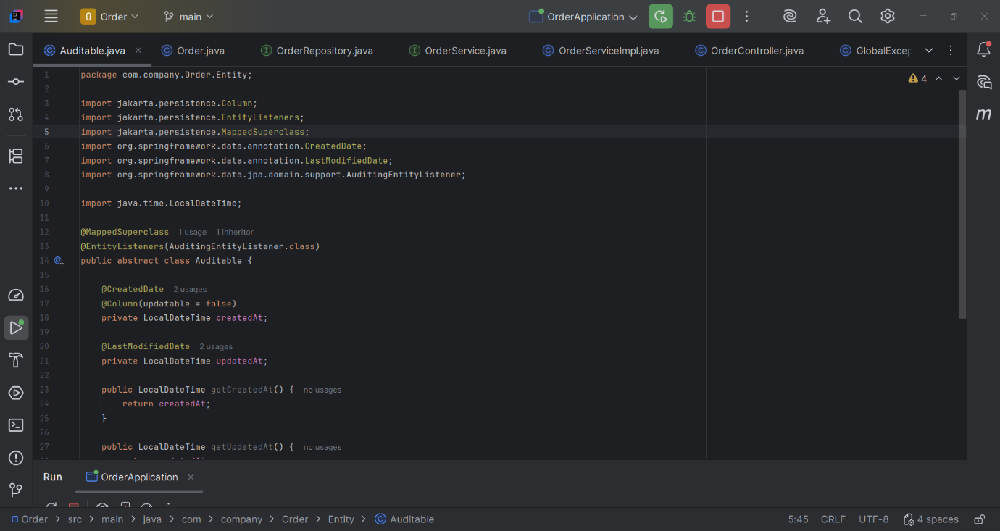 O Order main OrderApplication
Auditable.java Order.java OrderRepository.java OrderService.java OrderServiceImpl.java OrderController.java GlobalExcep
4
1 package com.company.Order.Entity;
2
3 import jakarta.persistence.Column;
4 import jakarta.persistence.EntityListeners;
5 import jakarta.persistence.MappedSuperclass;
6 import org.springframework.data.annotation.CreatedDate;
7 import org.springframework.data.annotation.LastModifiedDate;
8 import org.springframework.data.jpa.domain.support.AuditingEntityListener;
9
10 import java.time.LocalDateTime;
11
12 @MappedSuperclass 1 usage 1 inheritor
13 @EntityListeners(AuditingEntityListener.class)
14 public abstract class Auditable {
15
16 @CreatedDate 2 usages
17 @Column(updatable = false)
18 private LocalDateTime createdAt;
19
20 @LastModifiedDate 2 usages
21 private LocalDateTime updatedAt;
22
23 public LocalDateTime getCreatedAt() { no usages
24 return createdAt;
25 }
26
27 public LocalDateTime getUpdatedAt() { no usages
Run OrderApplication
Order > src > main > java > com > company > Order > Entity > Auditable 5:45 CRLF UTF-8 4 spaces